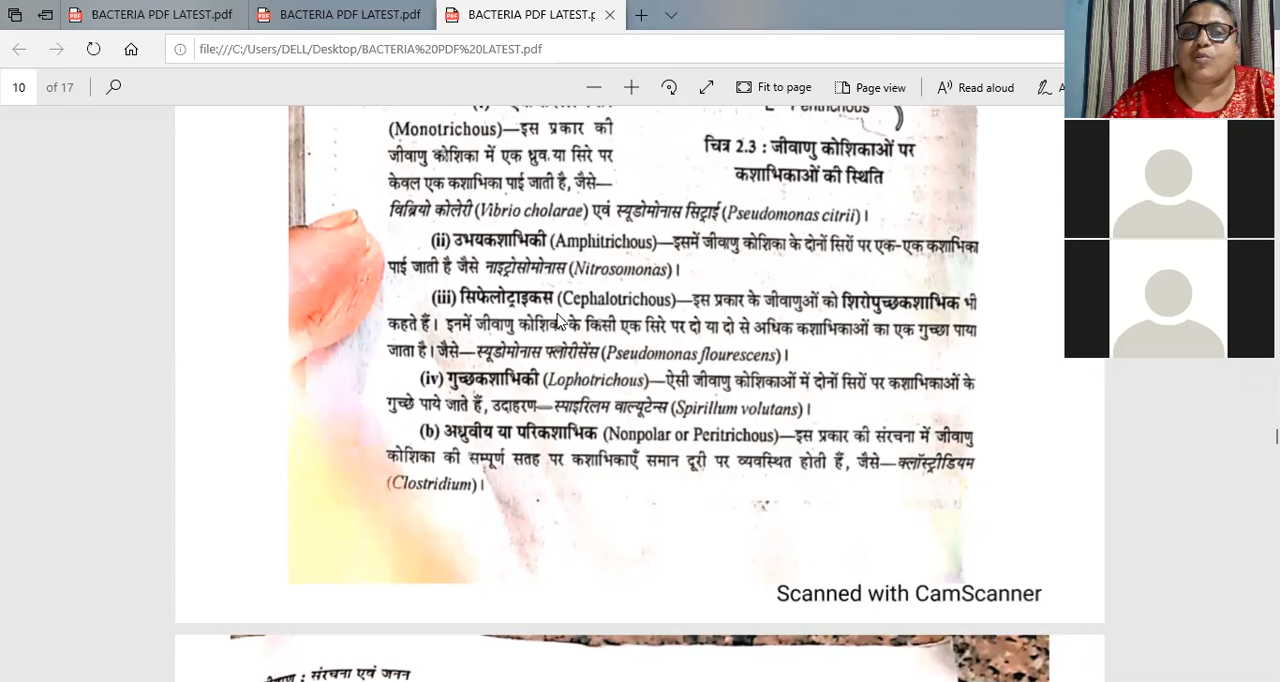 BACTERIA PDF LATEST.pdf
BACTERIA PDF LATEST.pdf
BACTERIA PDF LATEST.p
file:///C:/Users/DELL/Desktop/BACTERIA%20PDF%20LATEST.pdf
10 of 17
Fit to page
Page view
Read aloud
Peritrichous
(Monotrichous)—इस प्रकार की
जीवाणु कोशिका में एक ध्रुव या सिरे पर
केवल एक कशाभिका पाई जाती है, जैसे—
चित्र 2.3 : जीवाणु कोशिकाओं पर
कशाभिकाओं की स्थिति
विब्रियो कोलेरी (Vibrio cholarae) एवं स्यूडोमोनास सिट्राई (Pseudomonas citrii)।
(ii) उभयकशाभिकी (Amphitrichous)—इसमें जीवाणु कोशिका के दोनों सिरों पर एक-एक कशाभिका
पाई जाती है जैसे नाइट्रोसोमोनास (Nitrosomonas)।
(iii) सिफेलोट्राइकस (Cephalotrichous)—इस प्रकार के जीवाणुओं को शिरोपुच्छकशाभिक भी
कहते हैं। इनमें जीवाणु कोशिका के किसी एक सिरे पर दो या दो से अधिक कशाभिकाओं का एक गुच्छा पाया
जाता है। जैसे—स्यूडोमोनास फ्लोरीसेंस (Pseudomonas flourescens)।
(iv) गुच्छकशाभिकी (Lophotrichous)—ऐसी जीवाणु कोशिकाओं में दोनों सिरों पर कशाभिकाओं के
गुच्छे पाये जाते हैं, उदाहरण—स्पाइरिलम वाल्यूटेन्स (Spirillum volutans)।
(b) अध्रुवीय या परिकशाभिक (Nonpolar or Peritrichous)—इस प्रकार की संरचना में जीवाणु
कोशिका की सम्पूर्ण सतह पर कशाभिकाएँ समान दूरी पर व्यवस्थित होती हैं, जैसे—क्लॉस्ट्रीडियम
(Clostridium)।
Scanned with CamScanner
: संरचना एवं जनन